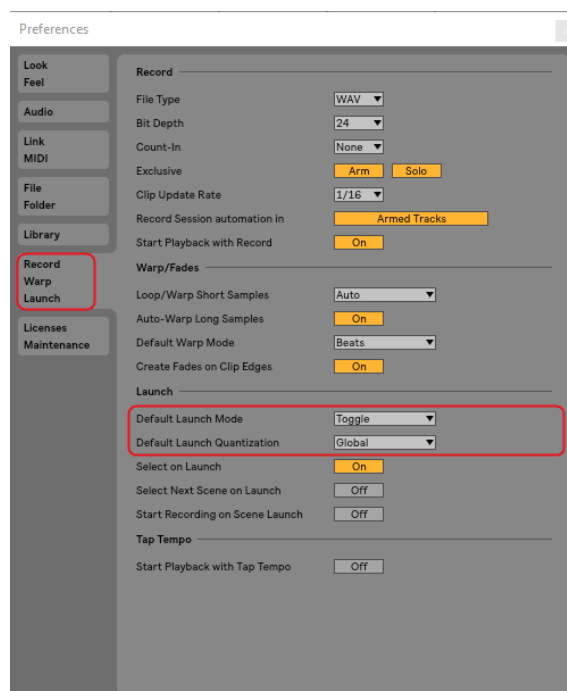 Preferences
Look
Feel
Audio
Link
MIDI
File
Folder
Library
Record
Warp
Launch
Licenses
Maintenance
Record
File Type WAV
Bit Depth 24
Count-In None
Exclusive Arm Solo
Clip Update Rate 1/16
Record Session automation in Armed Tracks
Start Playback with Record On
Warp/Fades
Loop/Warp Short Samples Auto
Auto-Warp Long Samples On
Default Warp Mode Beats
Create Fades on Clip Edges On
Launch
Default Launch Mode Toggle
Default Launch Quantization Global
Select on Launch On
Select Next Scene on Launch Off
Start Recording on Scene Launch Off
Tap Tempo
Start Playback with Tap Tempo Off